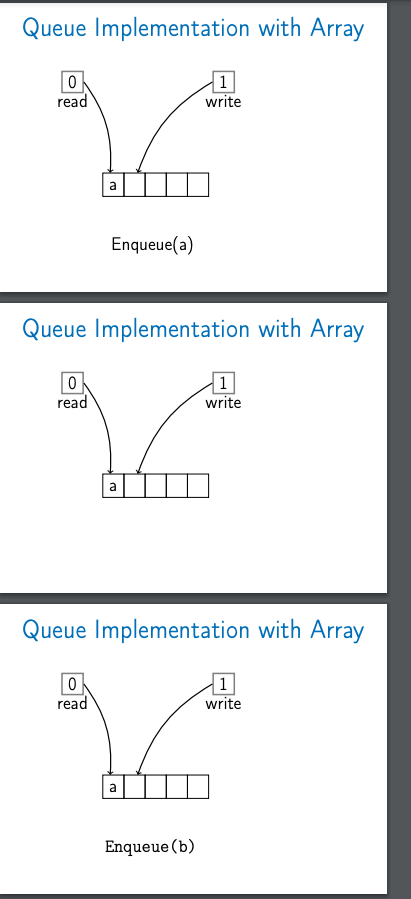 Queue Implementation with Array
0 1
read write
a
Enqueue(a)
Queue Implementation with Array
0 1
read write
a
Queue Implementation with Array
0 1
read write
a
Enqueue(b)